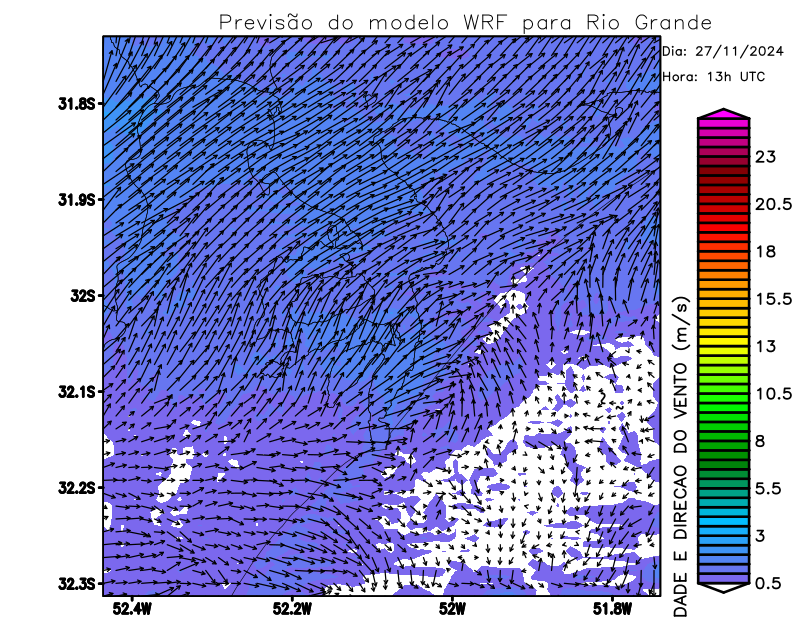 Previsão do modelo WRF para Rio Grande
Dia: 27/11/2024
Hora: 13h UTC
31.8S
31.9S
32S
32.1S
32.2S
32.3S
52.4W
52.2W
52W
51.8W
23
20.5
18
15.5
13
10.5
8
5.5
3
0.5
DADE E DIRECAO DO VENTO (m/s)